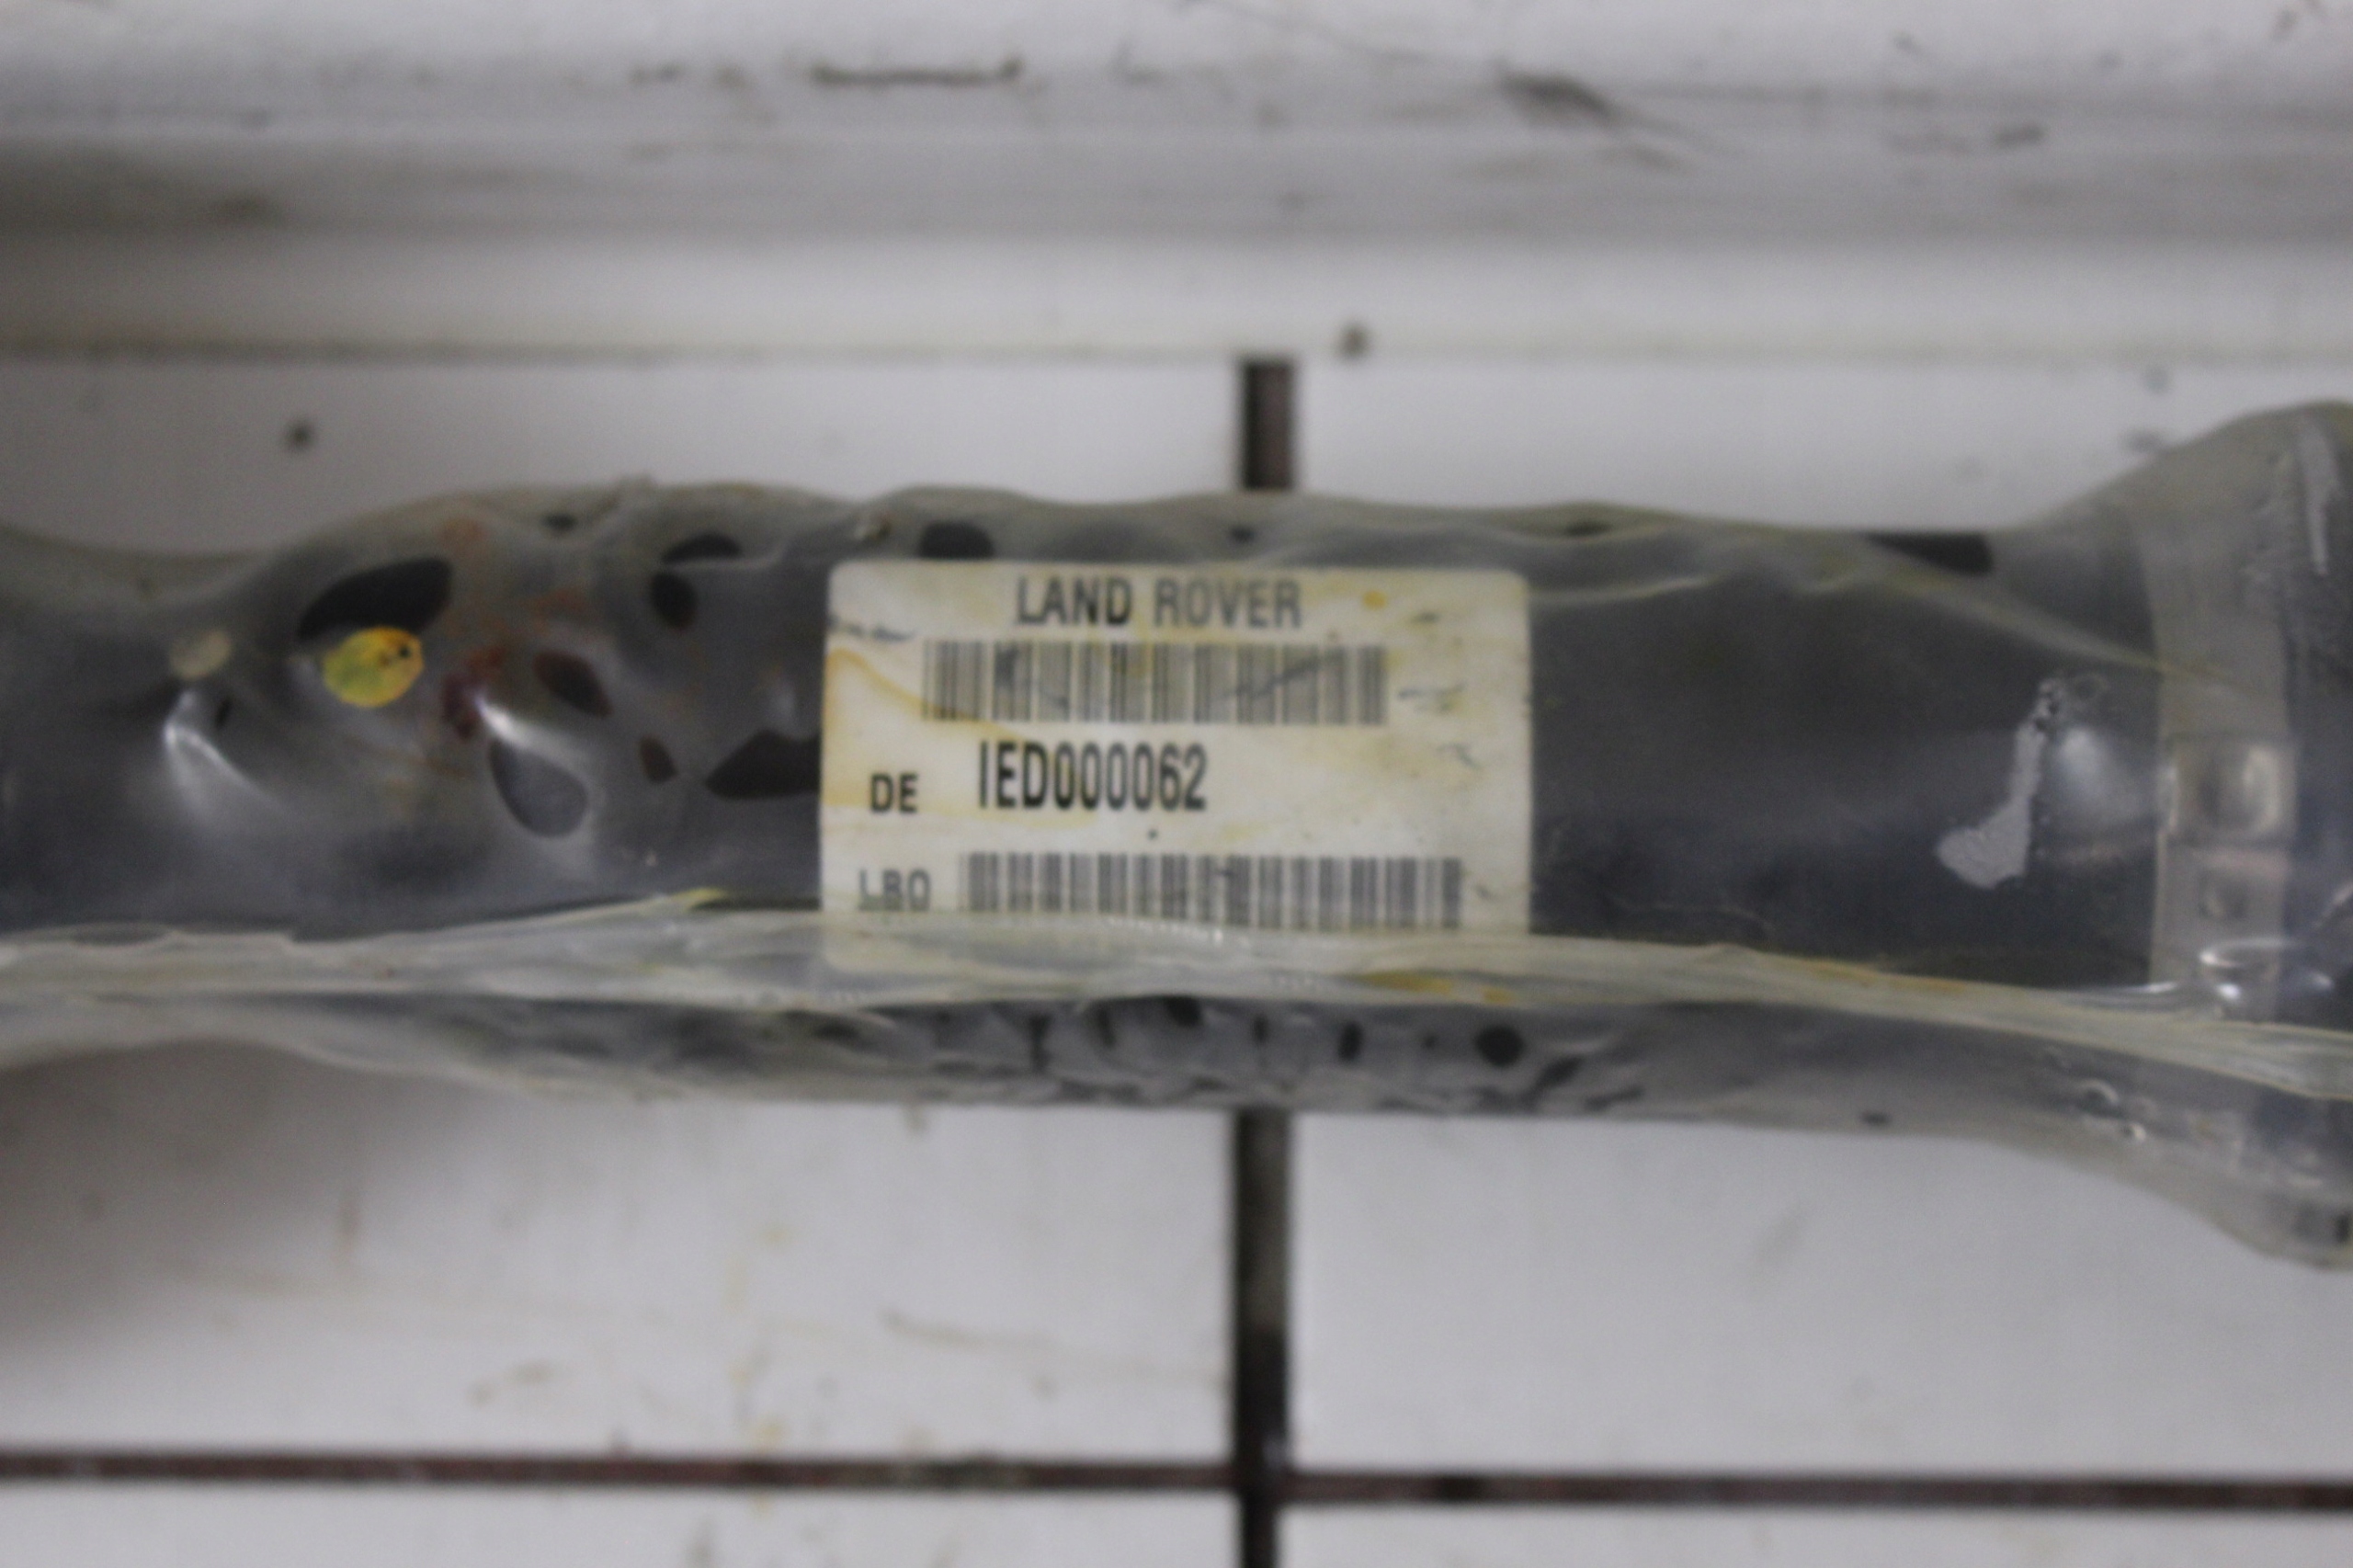 LAND ROVER
DE IED000062
LBO